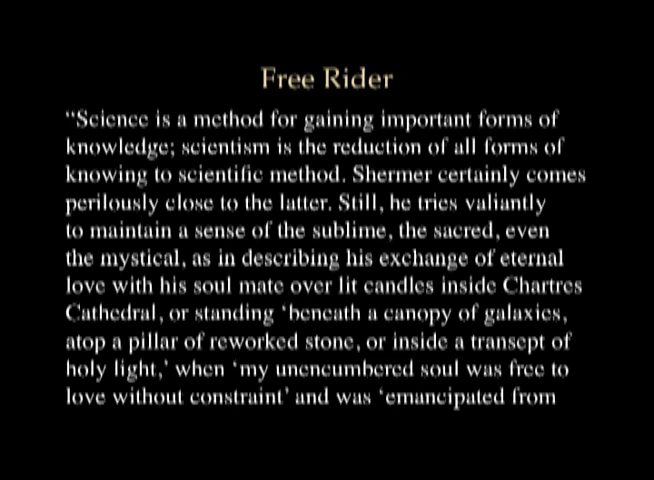 Free Rider
“Science is a method for gaining important forms of
knowledge; scientism is the reduction of all forms of
knowing to scientific method. Shermer certainly comes
perilously close to the latter. Still, he tries valiantly
to maintain a sense of the sublime, the sacred, even
the mystical, as in describing his exchange of eternal
love with his soul mate over lit candles inside Chartres
Cathedral, or standing ‘beneath a canopy of galaxies,
atop a pillar of reworked stone, or inside a transept of
holy light,’ when ‘my unencumbered soul was free to
love without constraint’ and was ‘emancipated from